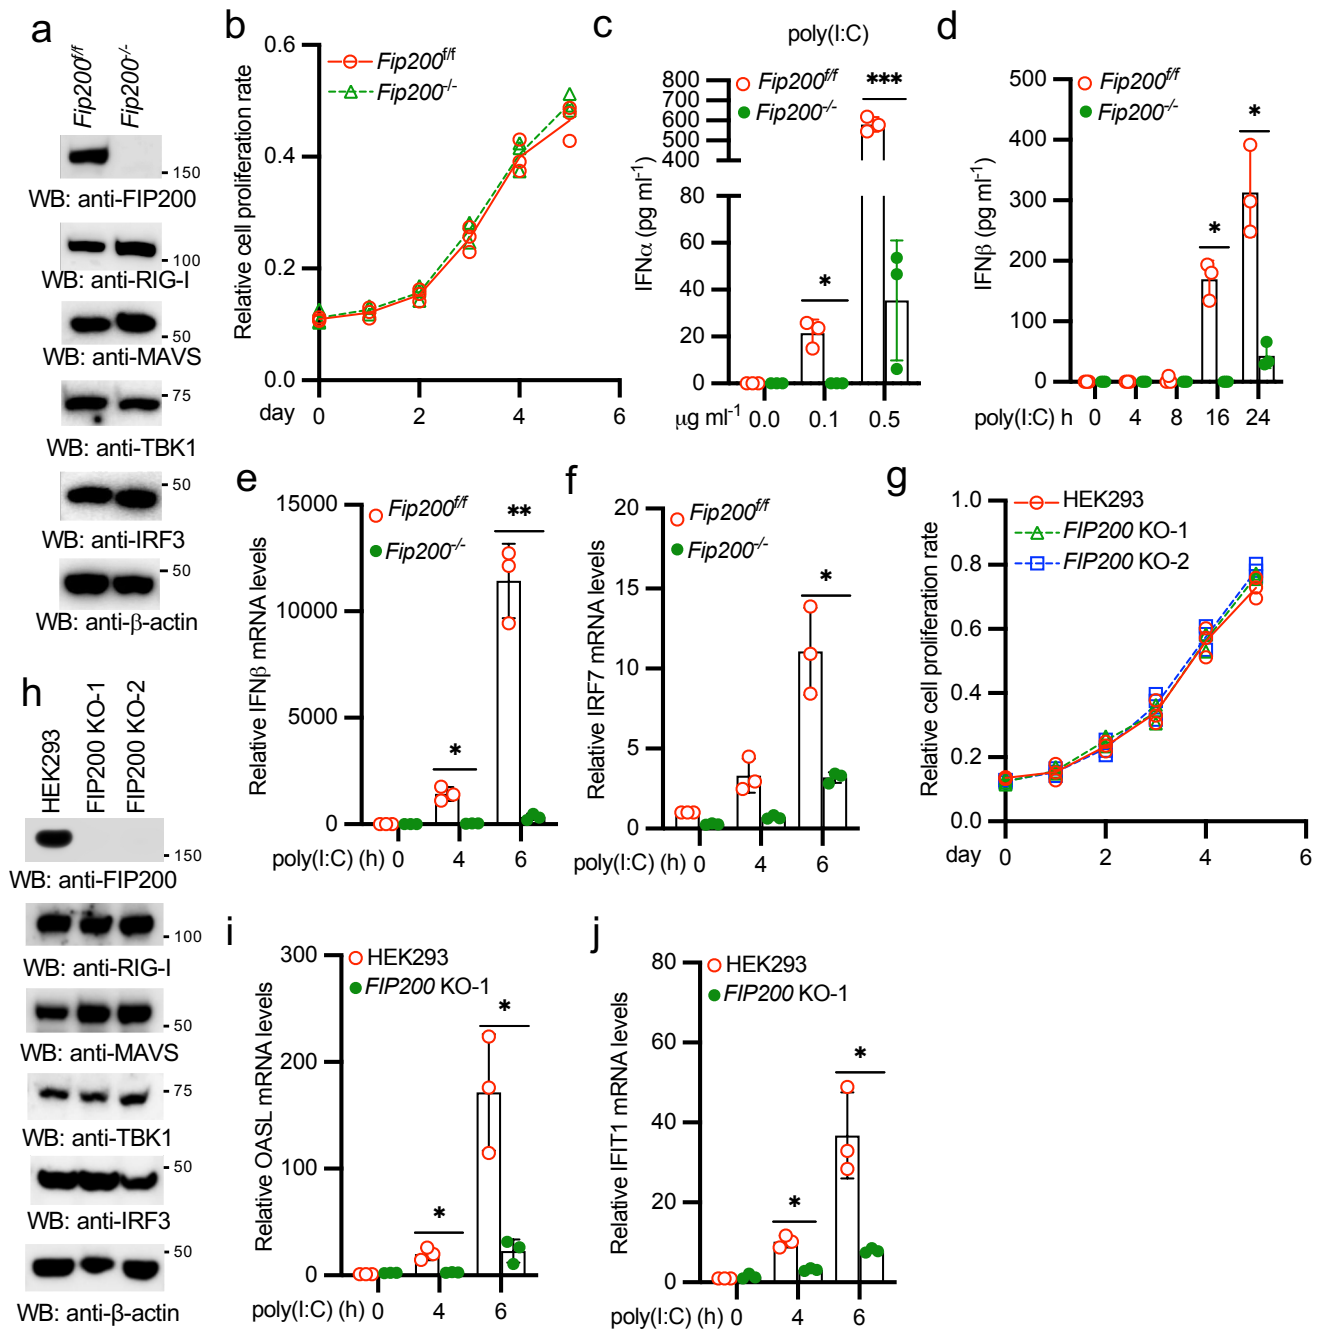 a
Fip200f/f
Fip200-/-
150
WB: anti-FIP200
100
WB: anti-RIG-I
50
WB: anti-MAVS
75
WB: anti-TBK1
50
WB: anti-IRF3
50
WB: anti-β-actin
b
Relative cell proliferation rate
0.6
0.4
0.2
0.0
Fip200f/f
Fip200-/-
day
0 2 4 6
c
poly(I:C)
IFNα (pg ml-1)
800
700
600
500
400
80
60
40
20
0
Fip200f/f
Fip200-/-
***
*
μg ml-1 0.0 0.1 0.5
d
IFNβ (pg ml-1)
500
400
300
200
100
0
Fip200f/f
Fip200-/-
*
*
poly(I:C) h 0 4 8 16 24
e
Relative IFNβ mRNA levels
15000
10000
5000
0
Fip200f/f
Fip200-/-
**
*
poly(I:C) (h) 0 4 6
f
Relative IRF7 mRNA levels
20
15
10
5
0
Fip200f/f
Fip200-/-
*
poly(I:C) (h) 0 4 6
g
Relative cell proliferation rate
1.0
0.8
0.6
0.4
0.2
0.0
HEK293
FIP200 KO-1
FIP200 KO-2
day
0 2 4 6
h
HEK293
FIP200 KO-1
FIP200 KO-2
150
WB: anti-FIP200
100
WB: anti-RIG-I
50
WB: anti-MAVS
75
WB: anti-TBK1
50
WB: anti-IRF3
50
WB: anti-β-actin
i
Relative OASL mRNA levels
300
200
100
0
HEK293
FIP200 KO-1
*
*
poly(I:C) (h) 0 4 6
j
Relative IFIT1 mRNA levels
80
60
40
20
0
HEK293
FIP200 KO-1
*
*
poly(I:C) (h) 0 4 6